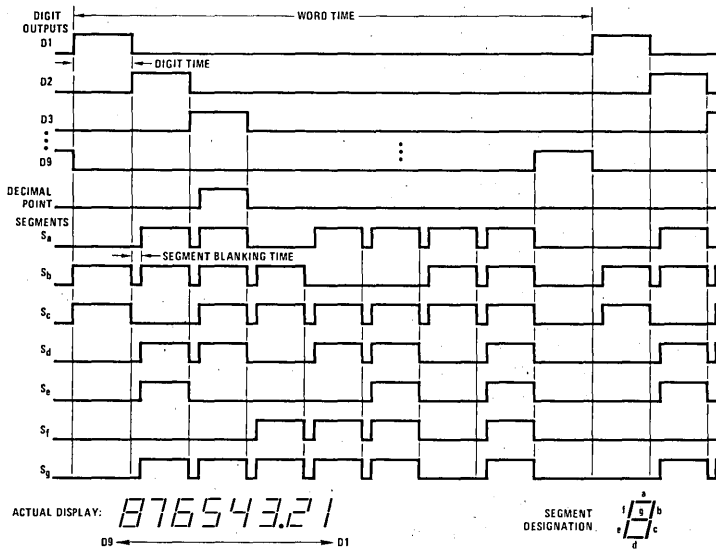 DIGIT
OUTPUTS
WORD TIME
D1
DIGIT TIME
D2
D3
D9
DECIMAL
POINT
SEGMENTS
Sa
SEGMENT BLANKING TIME
Sb
Sc
Sd
Se
Sf
Sg
ACTUAL DISPLAY: 876543.21
D9 D1
SEGMENT
DESIGNATION
a
f g b
e c
d